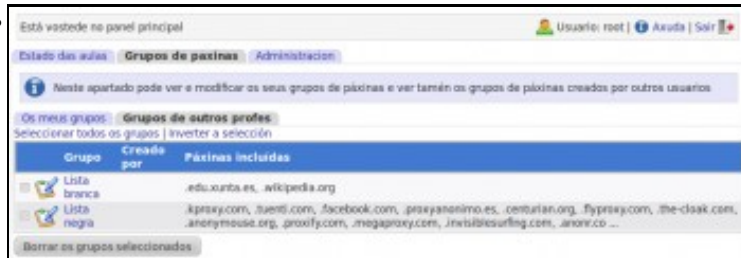 Está vostede no panel principal
Usuario: root | Axuda | Sair
Estado das aulas Grupos de paxinas Administracion
Neste apartado pode ver e modificar os seus grupos de páxinas e ver tamén os grupos de páxinas creados por outros usuarios
Os meus grupos Grupos de outros profes
Seleccionar todos os grupos | Inverter a selección
Grupo Creado por Páxinas incluídas
Lista branca .edu.xunta.es, .wikipedia.org
Lista negra .kproxy.com, .tuenti.com, .facebook.com, .proxyanonimo.es, .centurian.org, .flyproxy.com, .the-cloak.com,
.anonymouse.org, .proxify.com, .megaproxy.com, .invisiblesurfing.com, .anonr.co ...
Borrar os grupos seleccionados